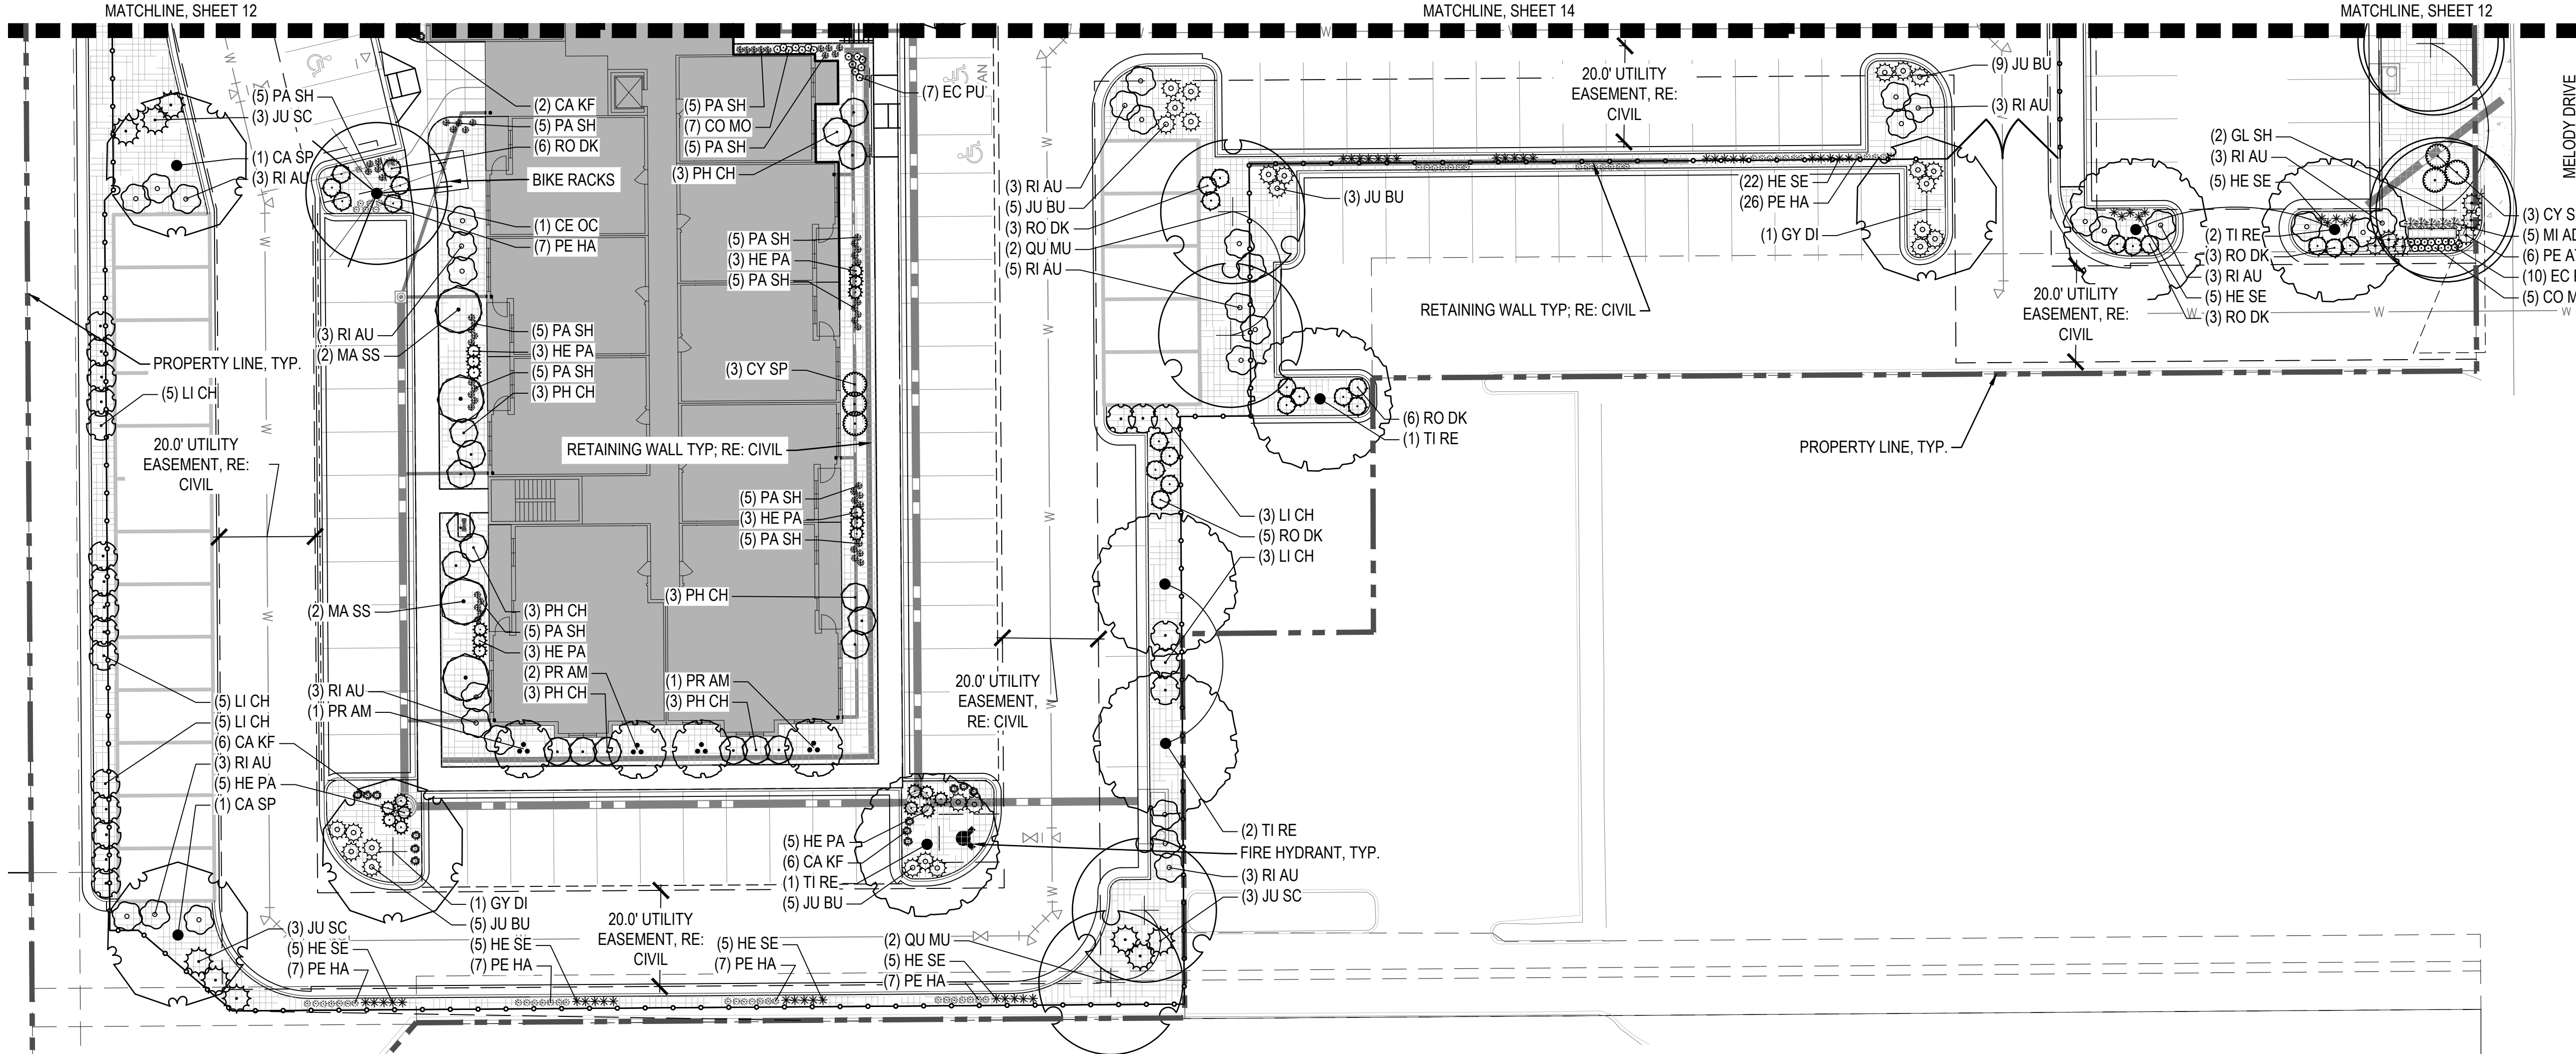 MATCHLINE, SHEET 12
MATCHLINE, SHEET 14
MATCHLINE, SHEET 12
MELODY DRIVE
(5) PA SH
(3) JU SC
(1) CA SP
(3) RI AU
(2) CA KF
(5) PA SH
(6) RO DK
BIKE RACKS
(1) CE OC
(7) PE HA
(5) PA SH
(7) CO MO
(5) PA SH
(3) PH CH
(7) EC PU
VAN
(5) PA SH
(3) HE PA
(5) PA SH
(3) RI AU
(2) MA SS
(5) PA SH
(3) HE PA
(5) PA SH
(3) PH CH
(3) CY SP
RETAINING WALL TYP; RE: CIVIL
PROPERTY LINE, TYP.
(5) LI CH
20.0' UTILITY
EASEMENT, RE:
CIVIL
(5) PA SH
(3) HE PA
(5) PA SH
(2) MA SS
(3) PH CH
(5) PA SH
(3) HE PA
(2) PR AM
(3) PH CH
(3) PH CH
(1) PR AM
(3) PH CH
(3) RI AU
(1) PR AM
(5) LI CH
(5) LI CH
(6) CA KF
(3) RI AU
(5) HE PA
(1) CA SP
20.0' UTILITY
EASEMENT,
RE: CIVIL
(5) HE PA
(6) CA KF
(1) TI RE
(5) JU BU
(1) GY DI
(5) JU BU
(5) HE SE
(7) PE HA
(3) JU SC
(5) HE SE
(7) PE HA
20.0' UTILITY
EASEMENT, RE:
CIVIL
(5) HE SE
(7) PE HA
(2) QU MU
(5) HE SE
(7) PE HA
(3) RI AU
(5) JU BU
(3) RO DK
(2) QU MU
(5) RI AU
(3) JU BU
20.0' UTILITY
EASEMENT, RE:
CIVIL
(9) JU BU
(3) RI AU
(22) HE SE
(26) PE HA
(1) GY DI
RETAINING WALL TYP; RE: CIVIL
(6) RO DK
(1) TI RE
PROPERTY LINE, TYP.
(3) LI CH
(5) RO DK
(3) LI CH
(2) TI RE
FIRE HYDRANT, TYP.
(3) RI AU
(3) JU SC
(2) GL SH
(3) RI AU
(5) HE SE
(2) TI RE
(3) RO DK
(3) RI AU
(5) HE SE
(3) RO DK
20.0' UTILITY
EASEMENT, RE:
CIVIL
(3) CY
(5) MI
(6) PE
(10) EC
(5) CO
W
W
W
W
W
W
W
W
W
W
W
W
W